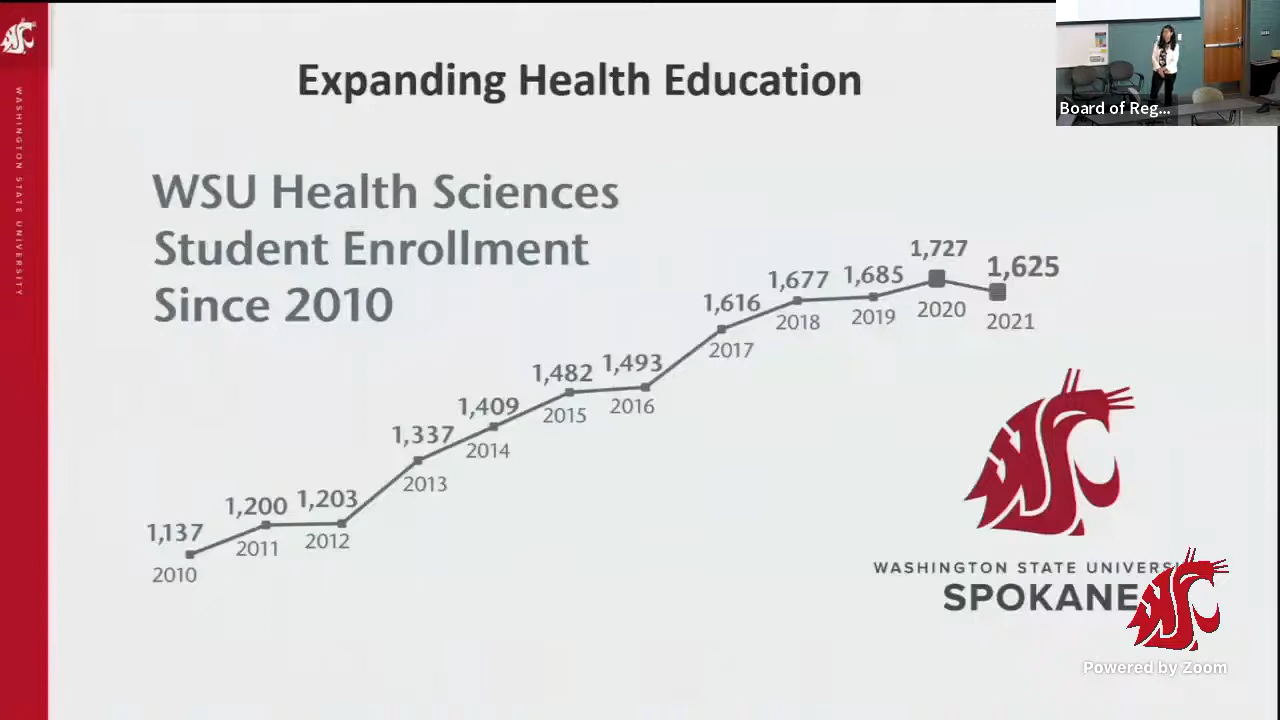 Expanding Health Education
Board of Reg...
WASHINGTON STATE UNIVERSITY
WSU Health Sciences
Student Enrollment
Since 2010
1,137
2010
1,200
2011
1,203
2012
1,337
2013
1,409
2014
1,482
2015
1,493
2016
1,616
2017
1,677
2018
1,685
2019
1,727
2020
1,625
2021
WASHINGTON STATE UNIVERSI
SPOKANE
Powered by Zoom